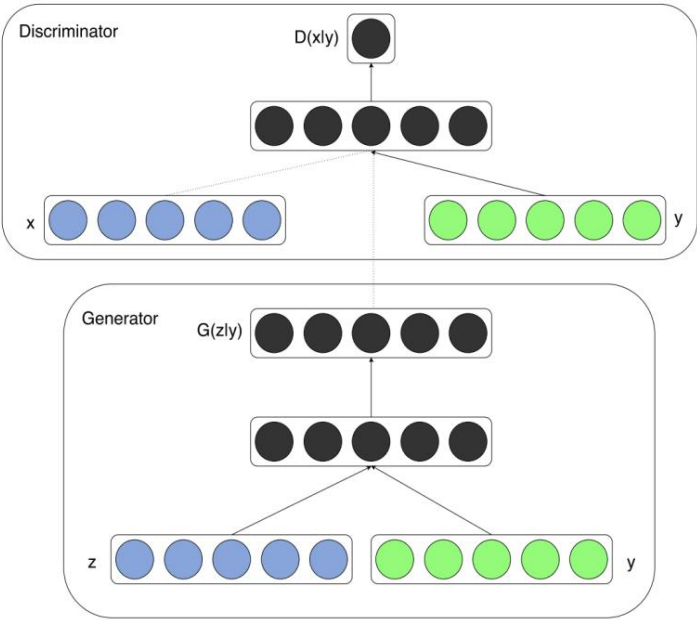 Discriminator
D(x|y)
x
y
Generator
G(z|y)
z
y